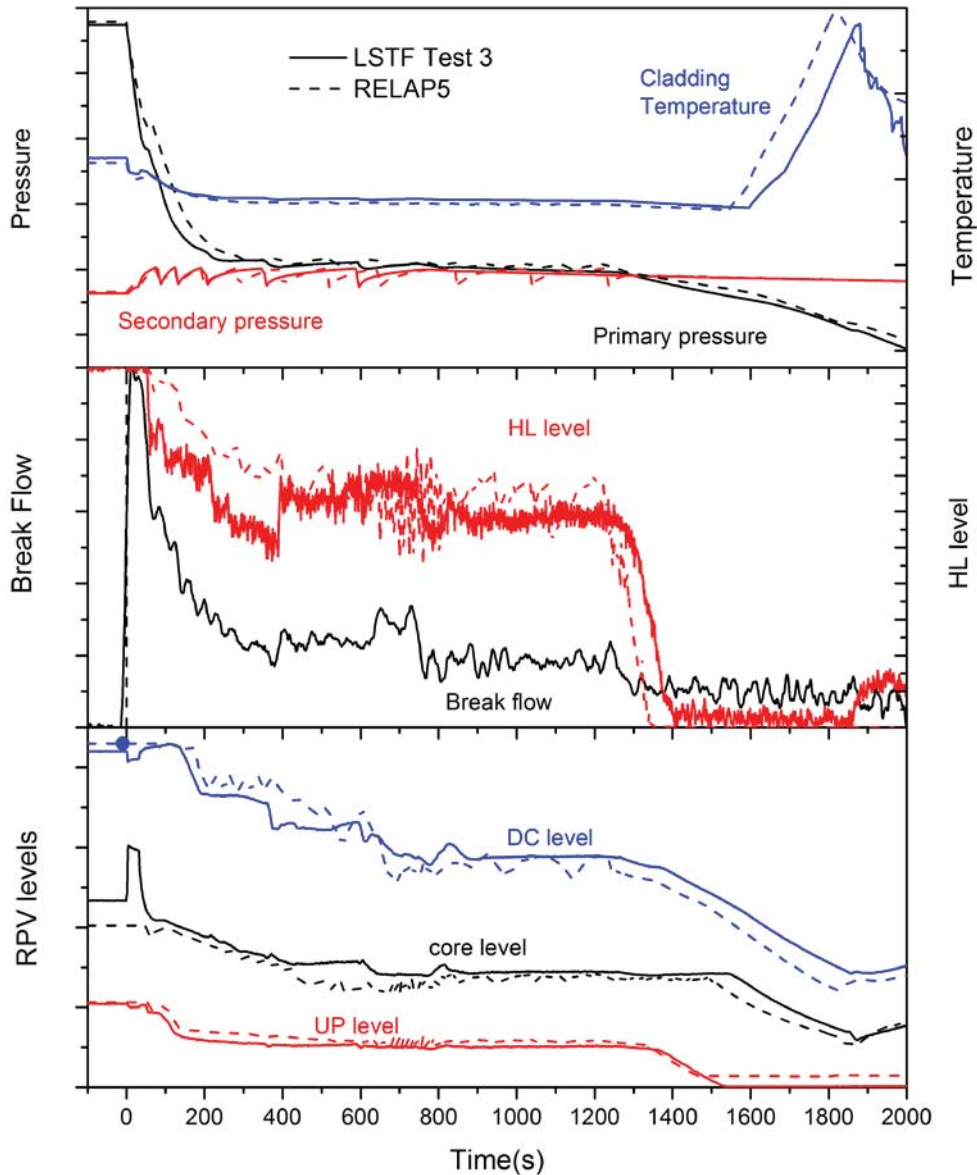 LSTF Test 3
RELAP5
Cladding
Temperature
Pressure
Temperature
Secondary pressure
Primary pressure
HL level
Break Flow
HL level
Break flow
DC level
RPV levels
core level
UP level
-200 0 200 400 600 800 1000 1200 1400 1600 1800 2000
Time(s)